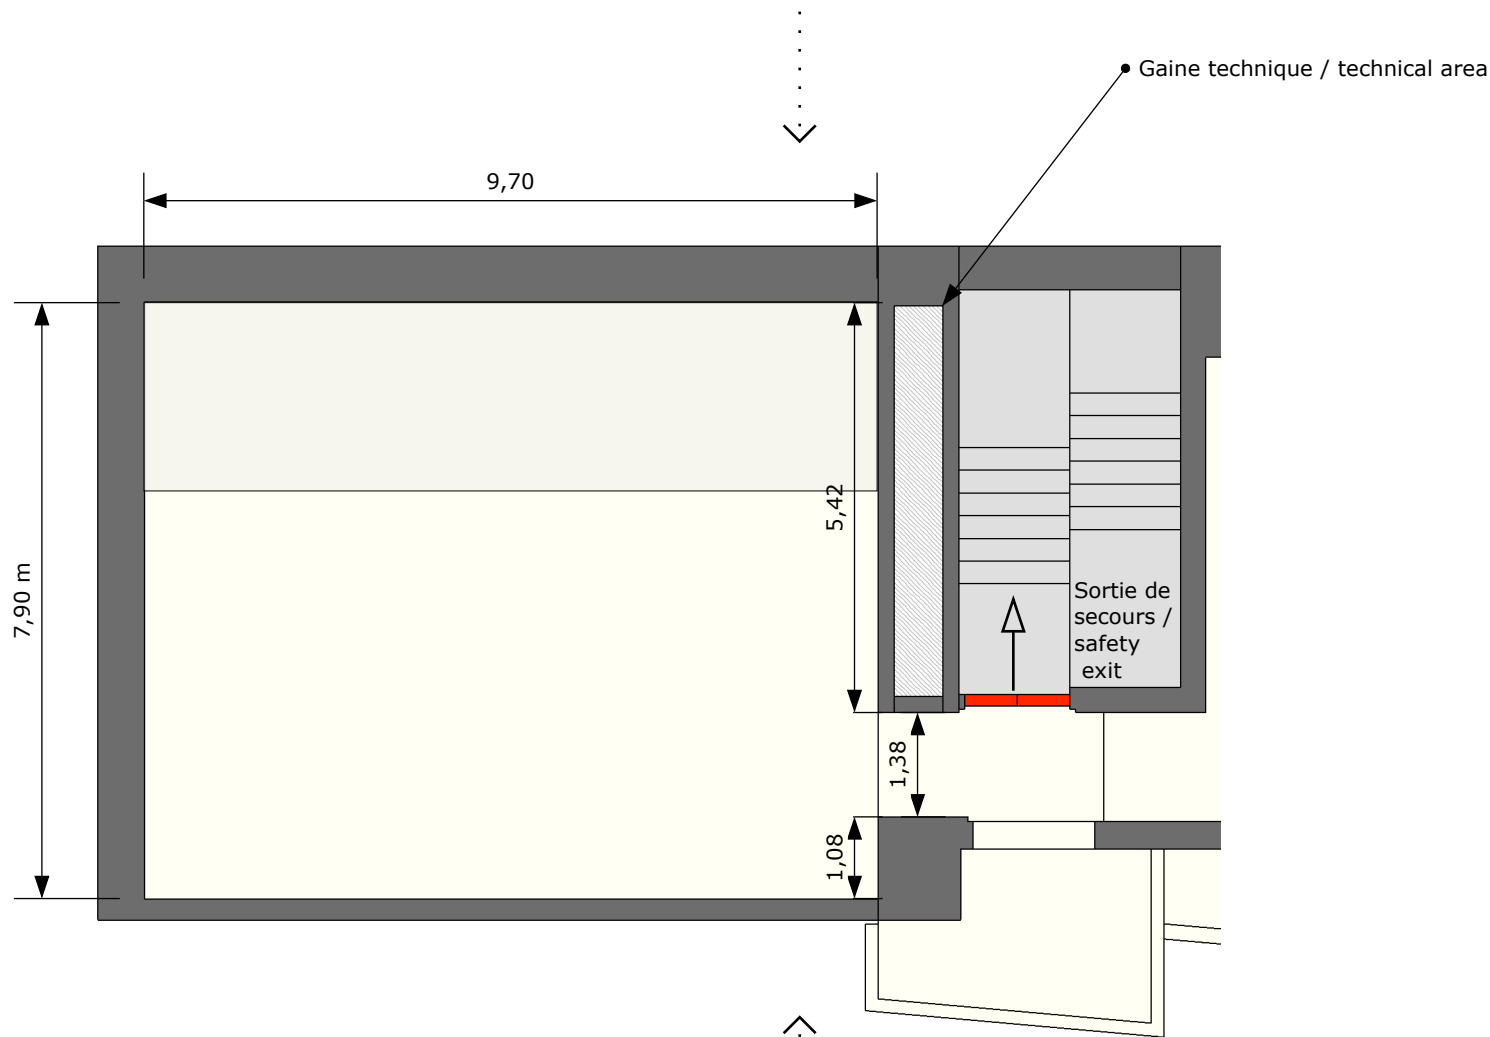 Gaine technique / technical area
9,70
5,42
7,90 m
Sortie de
secours /
safety
exit
1,38
1,08